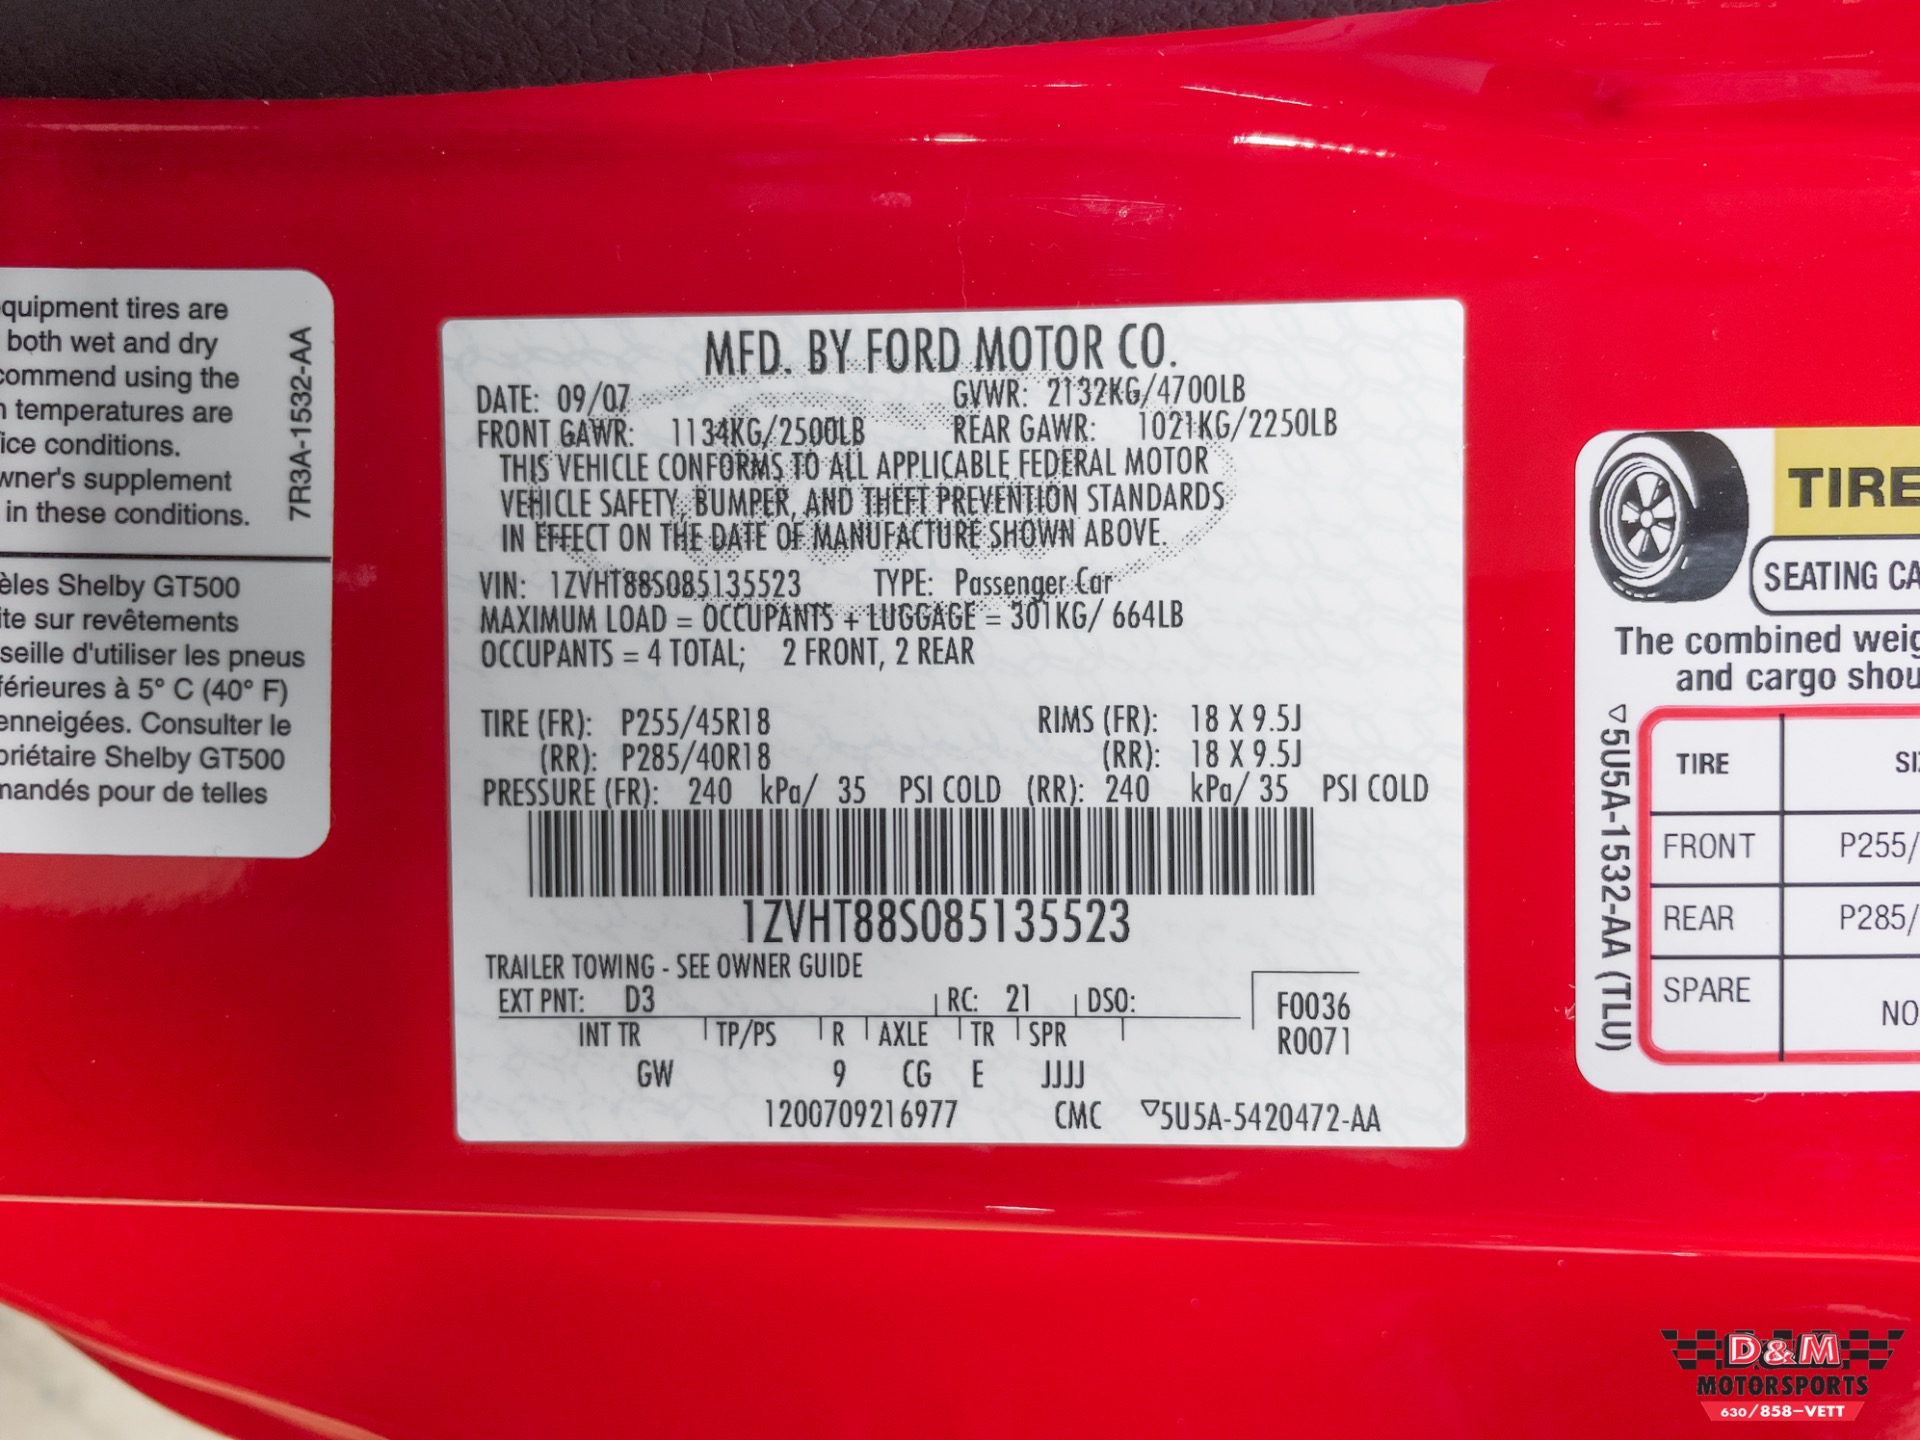 quipment tires are
both wet and dry
commend using the
temperatures are
ice conditions.
wner's supplement
in these conditions.
7R3A-1532-AA
èles Shelby GT500
ite sur revêtements
seille d'utiliser les pneus
férieures à 5° C (40° F)
enneigées. Consulter le
priétaire Shelby GT500
mandés pour de telles
MFD. BY FORD MOTOR CO.
DATE: 09/07 GVWR: 2132KG/4700LB
FRONT GAWR: 1134KG/2500LB REAR GAWR: 1021KG/2250LB
THIS VEHICLE CONFORMS TO ALL APPLICABLE FEDERAL MOTOR
VEHICLE SAFETY, BUMPER, AND THEFT PREVENTION STANDARDS
IN EFFECT ON THE DATE OF MANUFACTURE SHOWN ABOVE.
VIN: 1ZVHT88S085135523 TYPE: Passenger Car
MAXIMUM LOAD = OCCUPANTS + LUGGAGE = 301KG/ 664LB
OCCUPANTS = 4 TOTAL; 2 FRONT, 2 REAR
TIRE (FR): P255/45R18 RIMS (FR): 18 X 9.5J
(RR): P285/40R18 (RR): 18 X 9.5J
PRESSURE (FR): 240 kPa/ 35 PSI COLD (RR): 240 kPa/ 35 PSI COLD
1ZVHT88S085135523
TRAILER TOWING - SEE OWNER GUIDE
EXT PNT: D3 RC: 21 DSO:
F0036
R0071
INT TR TP/PS R AXLE TR SPR
GW 9 CG E JJJJ
1200709216977 CMC ▽5U5A-5420472-AA
TIRE
SEATING CA
The combined weig
and cargo shou
▽5U5A-1532-AA (TLU)
TIRE SI
FRONT P255/
REAR P285/
SPARE NO
D&M
MOTORSPORTS
630/858-VETT